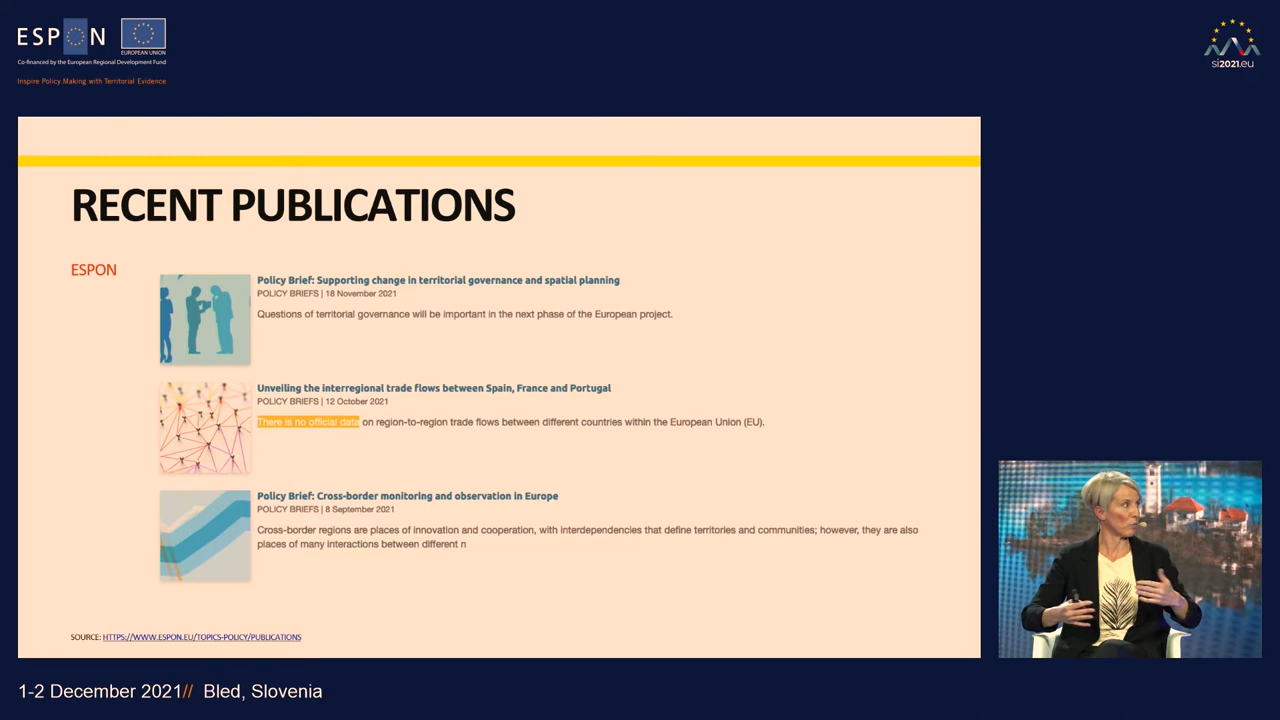 ESPON
EUROPEAN UNION
Co-financed by the European Regional Development Fund
Inspire Policy Making with Territorial Evidence
si2021.eu
RECENT PUBLICATIONS
ESPON
Policy Brief: Supporting change in territorial governance and spatial planning
POLICY BRIEFS | 18 November 2021
Questions of territorial governance will be important in the next phase of the European project.
Unveiling the interregional trade flows between Spain, France and Portugal
POLICY BRIEFS | 12 October 2021
There is no official data on region-to-region trade flows between different countries within the European Union (EU).
Policy Brief: Cross-border monitoring and observation in Europe
POLICY BRIEFS | 8 September 2021
Cross-border regions are places of innovation and cooperation, with interdependencies that define territories and communities; however, they are also
places of many interactions between different n
SOURCE: HTTPS://WWW.ESPON.EU/TOPICS-POLICY/PUBLICATIONS
1-2 December 2021// Bled, Slovenia